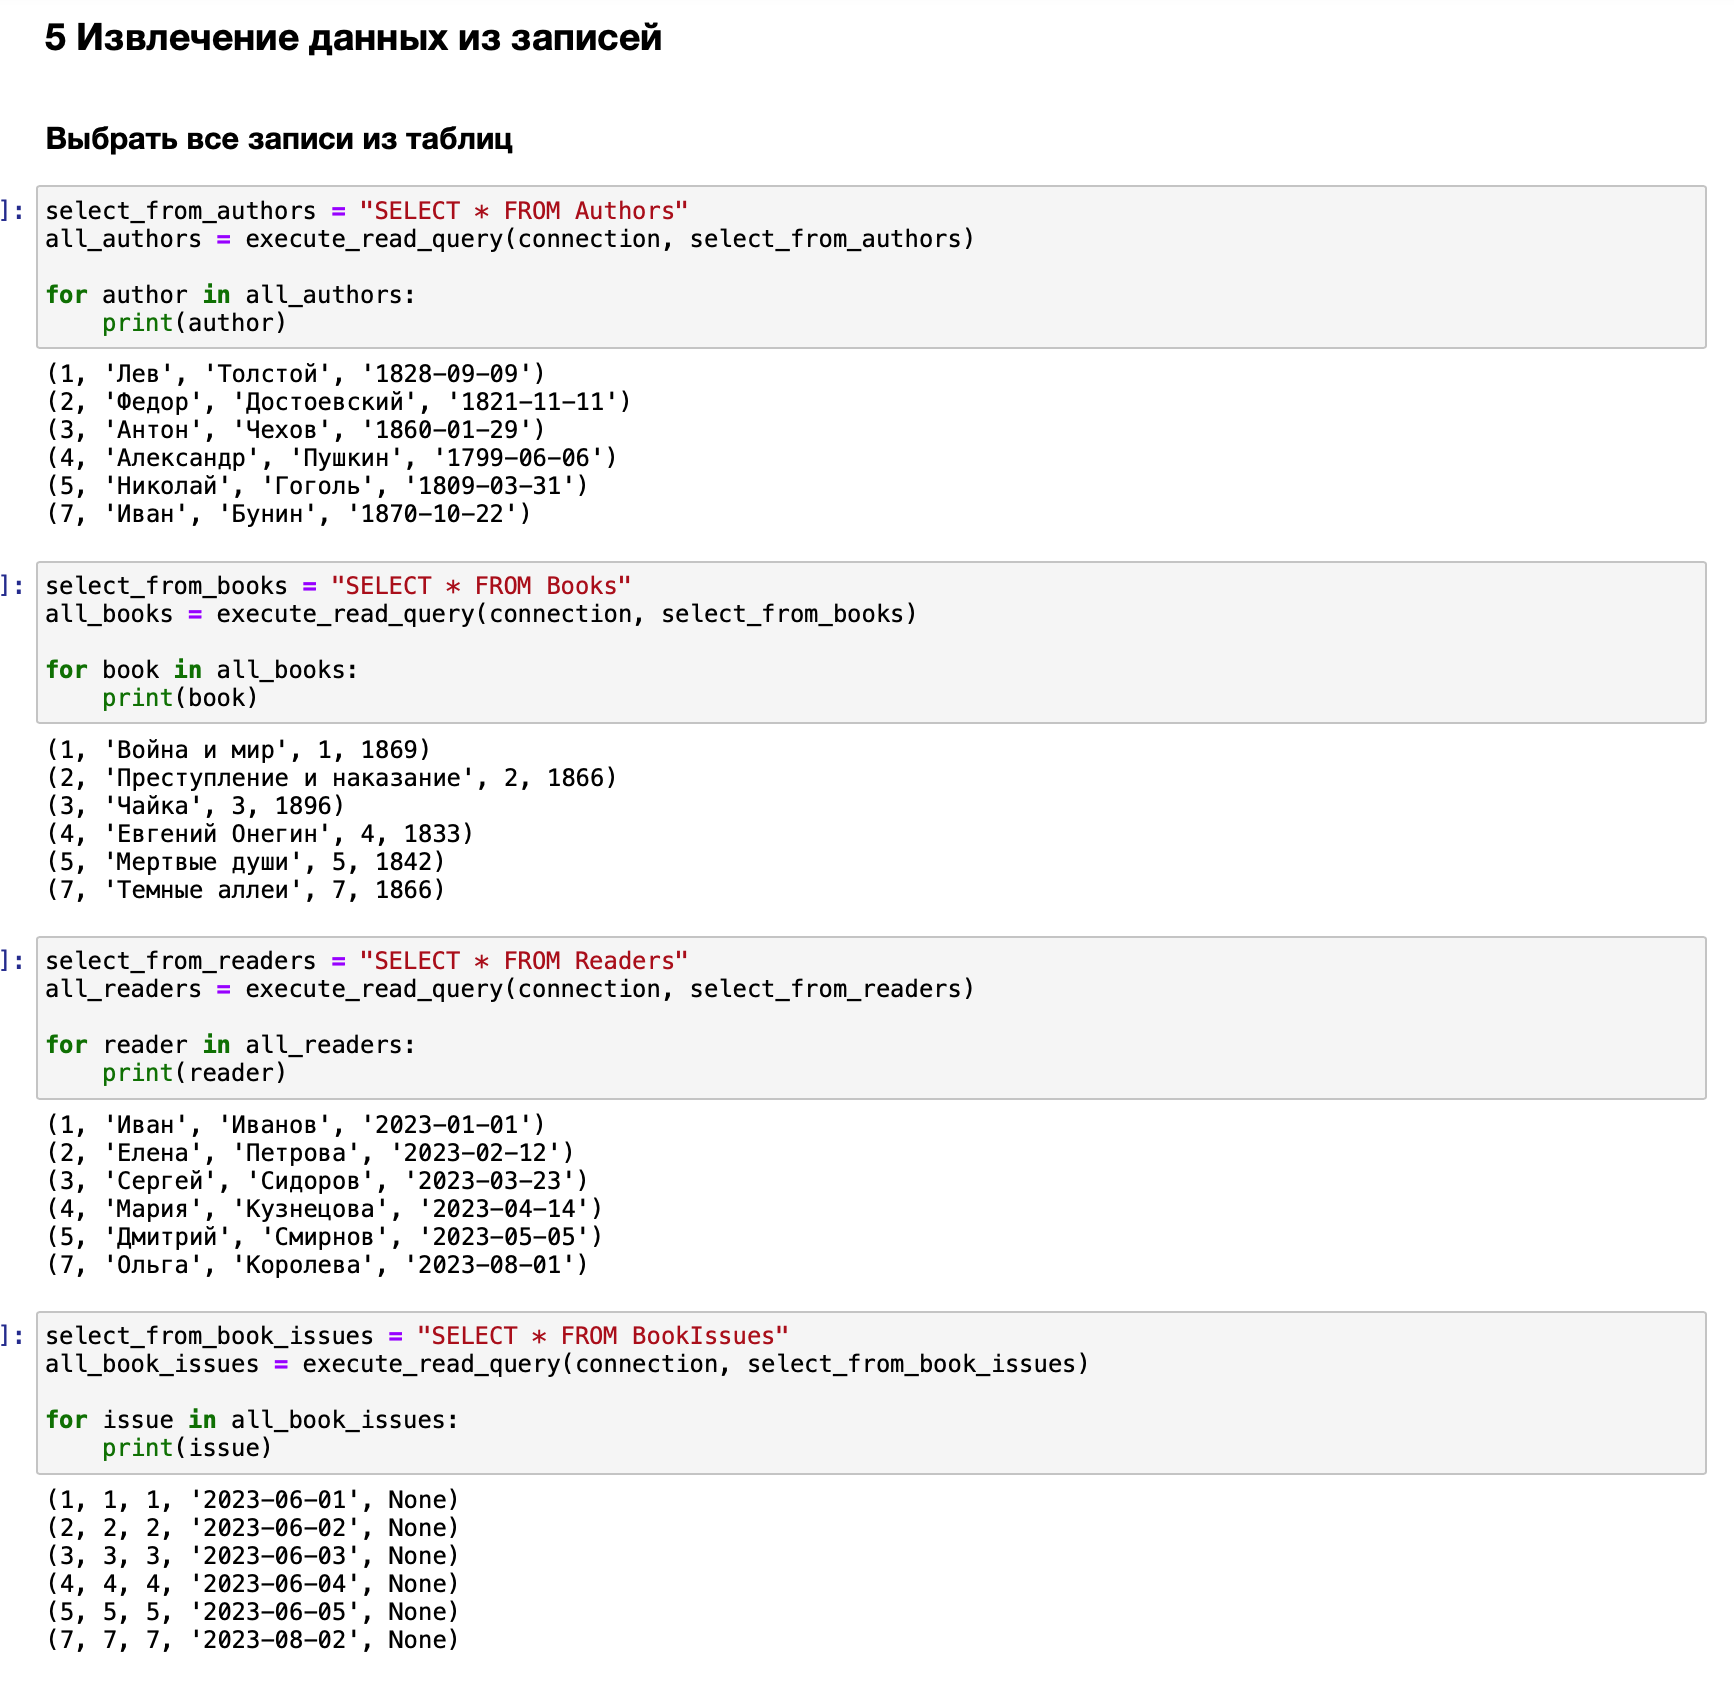 5 Извлечение данных из записей
Выбрать все записи из таблиц
]: select_from_authors = "SELECT * FROM Authors"
all_authors = execute_read_query(connection, select_from_authors)
for author in all_authors:
    print(author)
(1, 'Лев', 'Толстой', '1828-09-09')
(2, 'Федор', 'Достоевский', '1821-11-11')
(3, 'Антон', 'Чехов', '1860-01-29')
(4, 'Александр', 'Пушкин', '1799-06-06')
(5, 'Николай', 'Гоголь', '1809-03-31')
(7, 'Иван', 'Бунин', '1870-10-22')
]: select_from_books = "SELECT * FROM Books"
all_books = execute_read_query(connection, select_from_books)
for book in all_books:
    print(book)
(1, 'Война и мир', 1, 1869)
(2, 'Преступление и наказание', 2, 1866)
(3, 'Чайка', 3, 1896)
(4, 'Евгений Онегин', 4, 1833)
(5, 'Мертвые души', 5, 1842)
(7, 'Темные аллеи', 7, 1866)
]: select_from_readers = "SELECT * FROM Readers"
all_readers = execute_read_query(connection, select_from_readers)
for reader in all_readers:
    print(reader)
(1, 'Иван', 'Иванов', '2023-01-01')
(2, 'Елена', 'Петрова', '2023-02-12')
(3, 'Сергей', 'Сидоров', '2023-03-23')
(4, 'Мария', 'Кузнецова', '2023-04-14')
(5, 'Дмитрий', 'Смирнов', '2023-05-05')
(7, 'Ольга', 'Королева', '2023-08-01')
]: select_from_book_issues = "SELECT * FROM BookIssues"
all_book_issues = execute_read_query(connection, select_from_book_issues)
for issue in all_book_issues:
    print(issue)
(1, 1, 1, '2023-06-01', None)
(2, 2, 2, '2023-06-02', None)
(3, 3, 3, '2023-06-03', None)
(4, 4, 4, '2023-06-04', None)
(5, 5, 5, '2023-06-05', None)
(7, 7, 7, '2023-08-02', None)